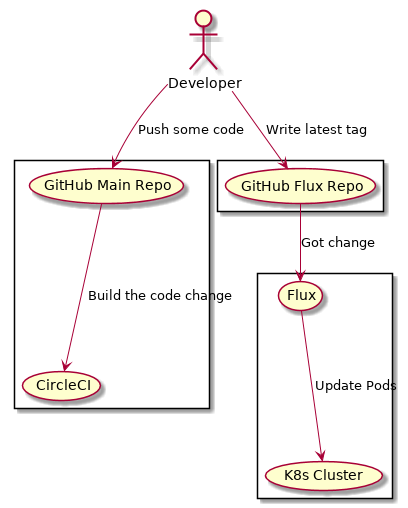 Developer
Push some code
Write latest tag
GitHub Main Repo
GitHub Flux Repo
Got change
Build the code change
Flux
CircleCI
Update Pods
K8s Cluster